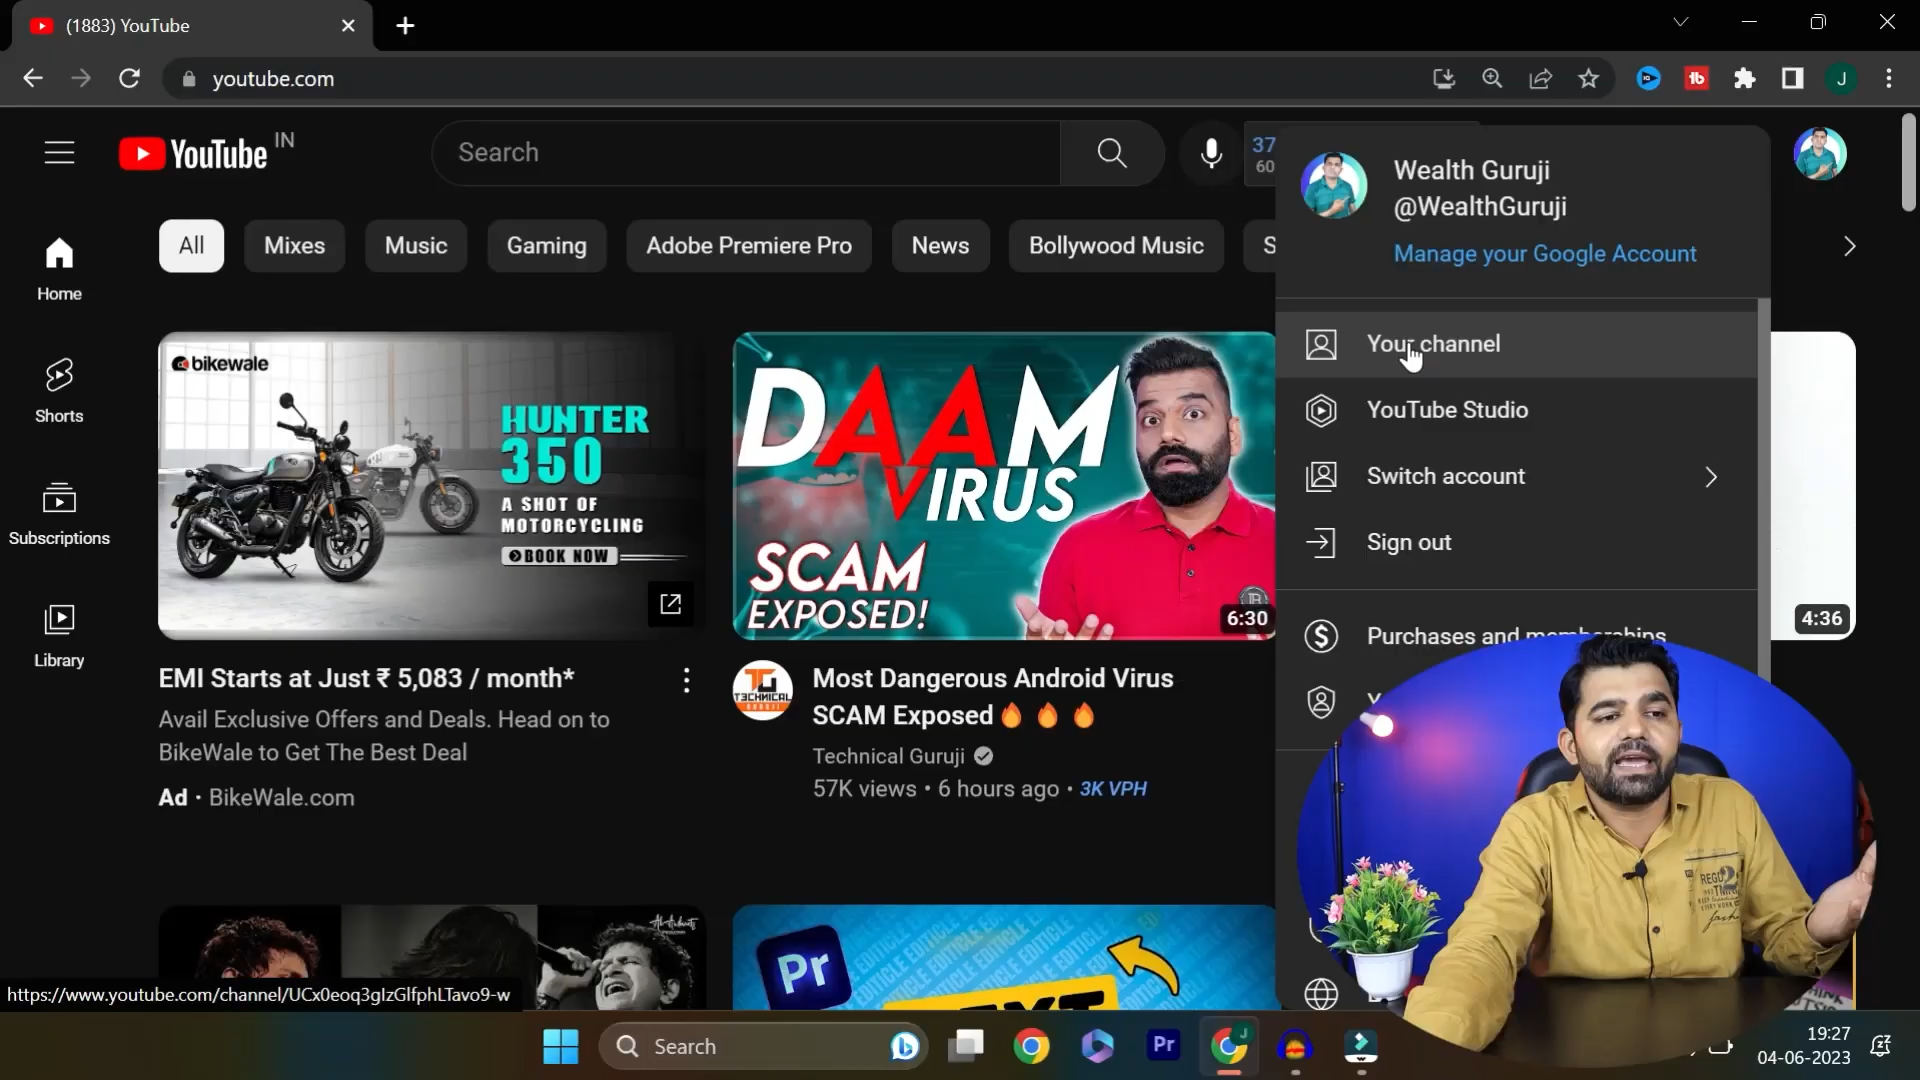 (1883) YouTube
youtube.com
YouTube IN
Search
37
60
All
Mixes
Music
Gaming
Adobe Premiere Pro
News
Bollywood Music
S
Wealth Guruji
@WealthGuruji
Manage your Google Account
Home
Shorts
Subscriptions
Library
Your channel
YouTube Studio
Switch account
Sign out
Purchases and memberships
bikewale
HUNTER
350
A SHOT OF
MOTORCYCLING
BOOK NOW
EMI Starts at Just ₹ 5,083 / month*
Avail Exclusive Offers and Deals. Head on to
BikeWale to Get The Best Deal
Ad • BikeWale.com
DAAM
VIRUS
SCAM
EXPOSED!
6:30
TECHNICAL
Most Dangerous Android Virus
SCAM Exposed🔥 🔥 🔥
Technical Guruji
57K views • 6 hours ago • 3K VPH
4:36
Pr
https://www.youtube.com/channel/UCx0eoq3gIzGlfphLTavo9-w
Search
Pr
J
J
19:27
04-06-2023